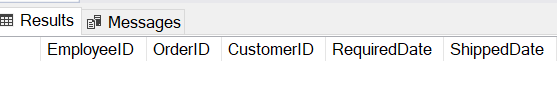 Results Messages
EmployeeID OrderID CustomerID RequiredDate ShippedDate